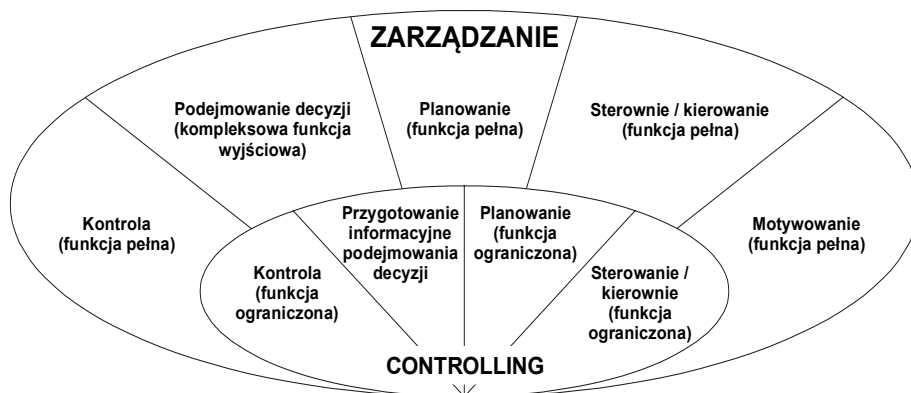 ZARZĄDZANIE
Podejmowanie decyzji
(kompleksowa funkcja
wyjściowa)
Planowanie
(funkcja pełna)
Sterownie / kierowanie
(funkcja pełna)
Kontrola
(funkcja pełna)
Przygotowanie
informacyjne
podejmowania
decyzji
Planowanie
(funkcja
ograniczona)
Motywowanie
(funkcja pełna)
Kontrola
(funkcja
ograniczona)
Sterowanie /
kierownie
(funkcja
ograniczona)
CONTROLLING